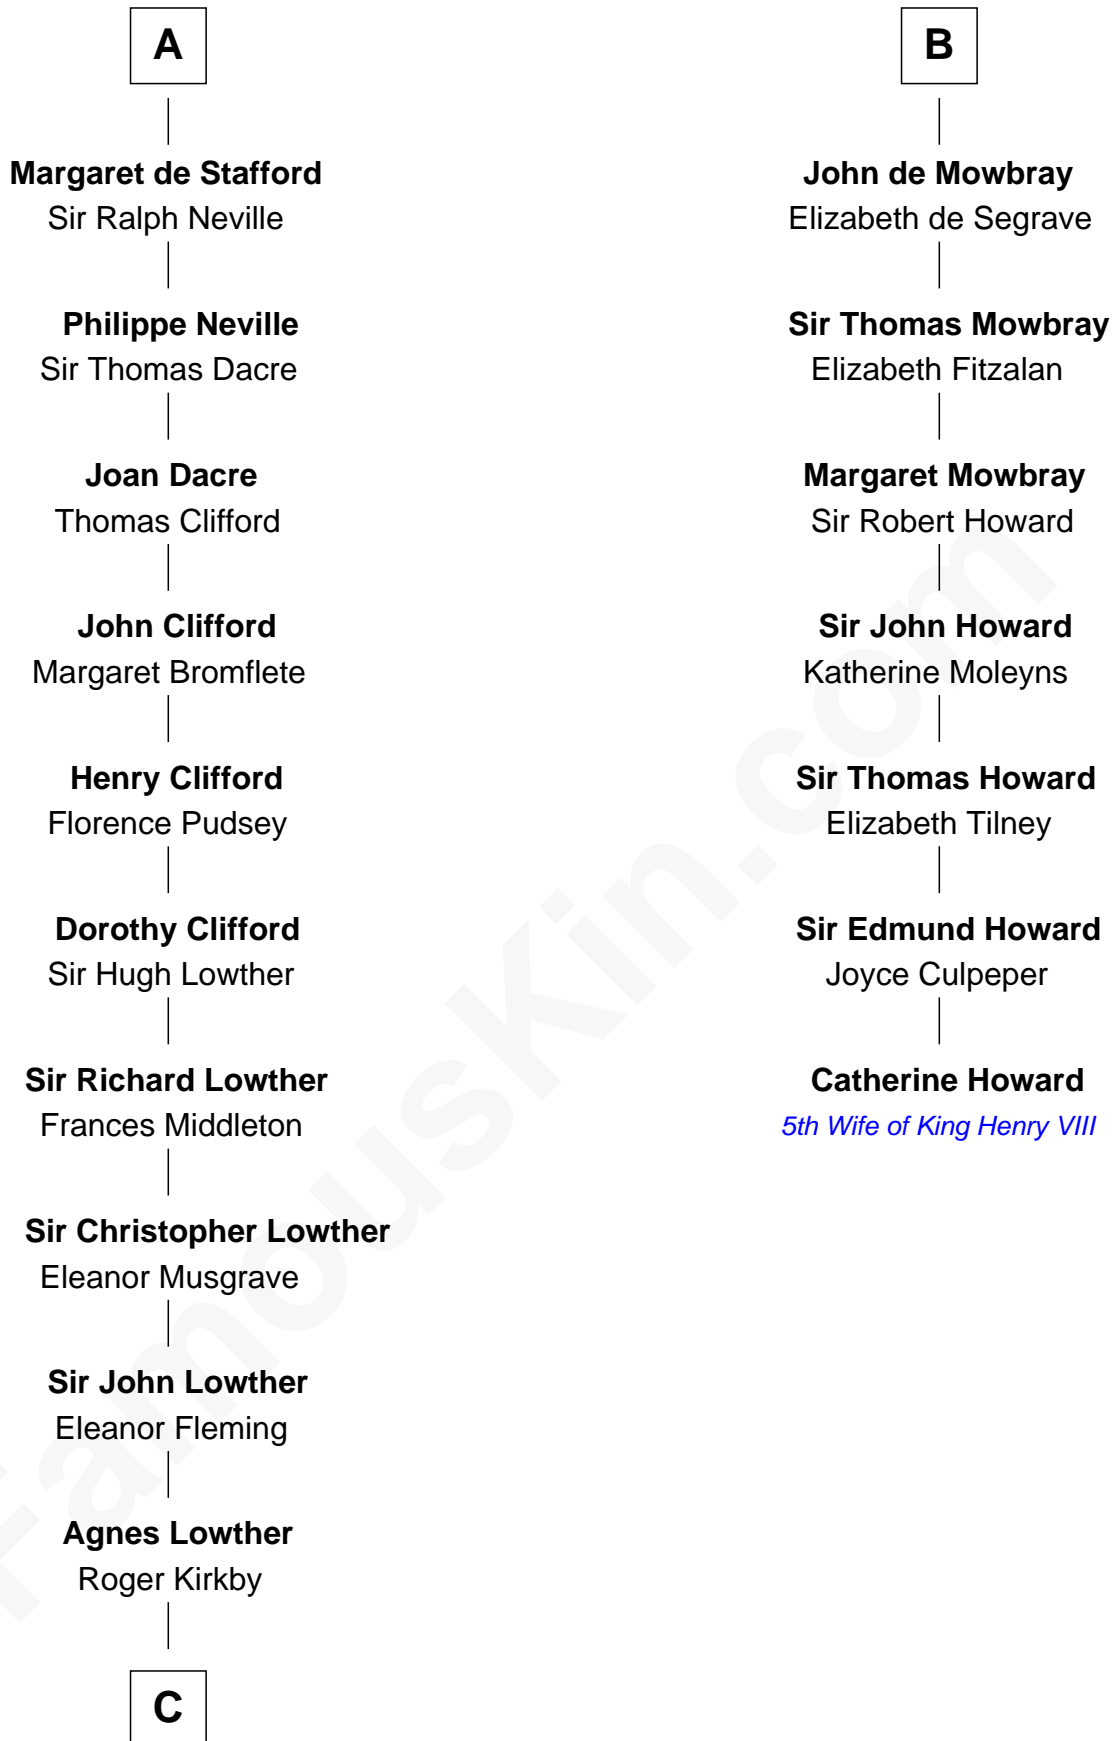 A
Margaret de Stafford
Sir Ralph Neville
Philippe Neville
Sir Thomas Dacre
Joan Dacre
Thomas Clifford
John Clifford
Margaret Bromflete
Henry Clifford
Florence Pudsey
Dorothy Clifford
Sir Hugh Lowther
Sir Richard Lowther
Frances Middleton
Sir Christopher Lowther
Eleanor Musgrave
Sir John Lowther
Eleanor Fleming
Agnes Lowther
Roger Kirkby
C
B
John de Mowbray
Elizabeth de Segrave
Sir Thomas Mowbray
Elizabeth Fitzalan
Margaret Mowbray
Sir Robert Howard
Sir John Howard
Katherine Moleyns
Sir Thomas Howard
Elizabeth Tilney
Sir Edmund Howard
Joyce Culpeper
Catherine Howard
5th Wife of King Henry VIII
FamousKin.com